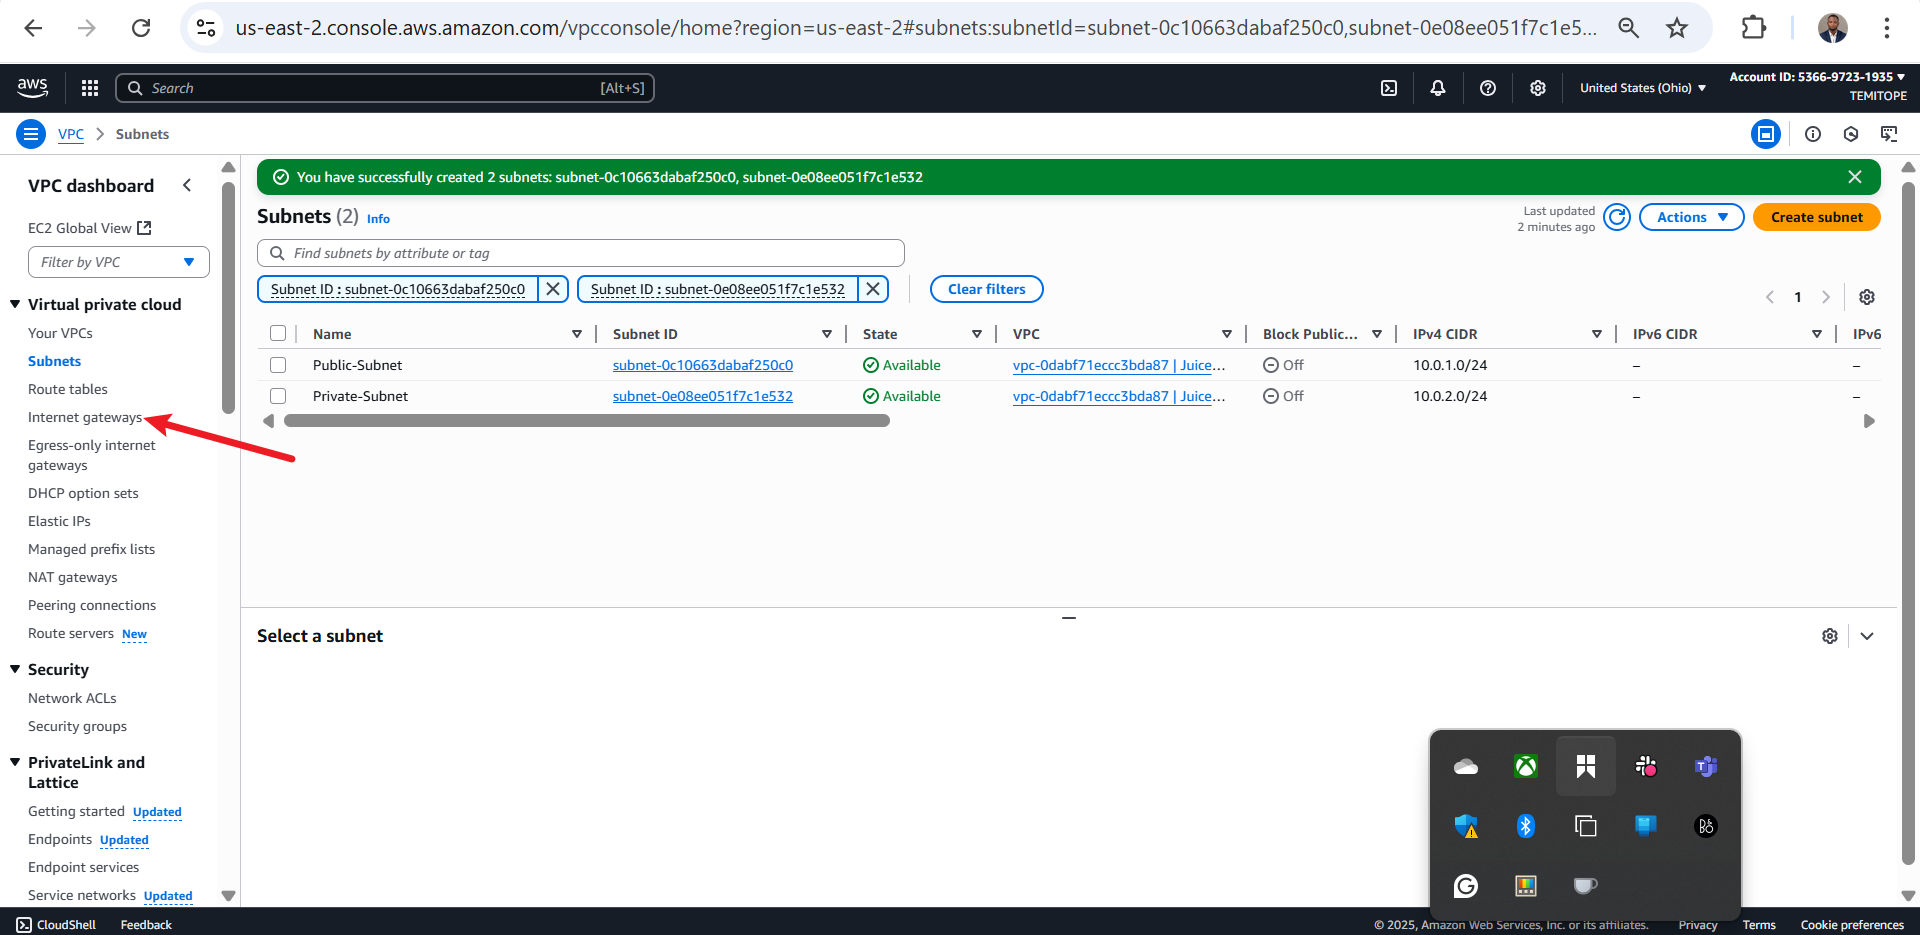 us-east-2.console.aws.amazon.com/vpcconsole/home?region=us-east-2#subnets:subnetId=subnet-0c10663dabaf250c0,subnet-0e08ee051f7c1e5...
aws
Search [Alt+S]
United States (Ohio)
Account ID: 5366-9723-1935
TEMITOPE
VPC > Subnets
VPC dashboard
EC2 Global View
Filter by VPC
Virtual private cloud
Your VPCs
Subnets
Route tables
Internet gateways
Egress-only internet
gateways
DHCP option sets
Elastic IPs
Managed prefix lists
NAT gateways
Peering connections
Route servers New
Security
Network ACLs
Security groups
PrivateLink and
Lattice
Getting started Updated
Endpoints Updated
Endpoint services
Service networks Updated
You have successfully created 2 subnets: subnet-0c10663dabaf250c0, subnet-0e08ee051f7c1e532
Subnets (2) Info
Last updated
2 minutes ago
Actions
Create subnet
Find subnets by attribute or tag
Subnet ID : subnet-0c10663dabaf250c0
Subnet ID : subnet-0e08ee051f7c1e532
Clear filters
1
Name Subnet ID State VPC Block Public... IPv4 CIDR IPv6 CIDR IPv6
Public-Subnet subnet-0c10663dabaf250c0 Available vpc-0dabf71eccc3bda87 | Juice... Off 10.0.1.0/24 – –
Private-Subnet subnet-0e08ee051f7c1e532 Available vpc-0dabf71eccc3bda87 | Juice... Off 10.0.2.0/24 – –
Select a subnet
CloudShell Feedback
© 2025, Amazon Web Services, Inc. or its affiliates. Privacy Terms Cookie preferences